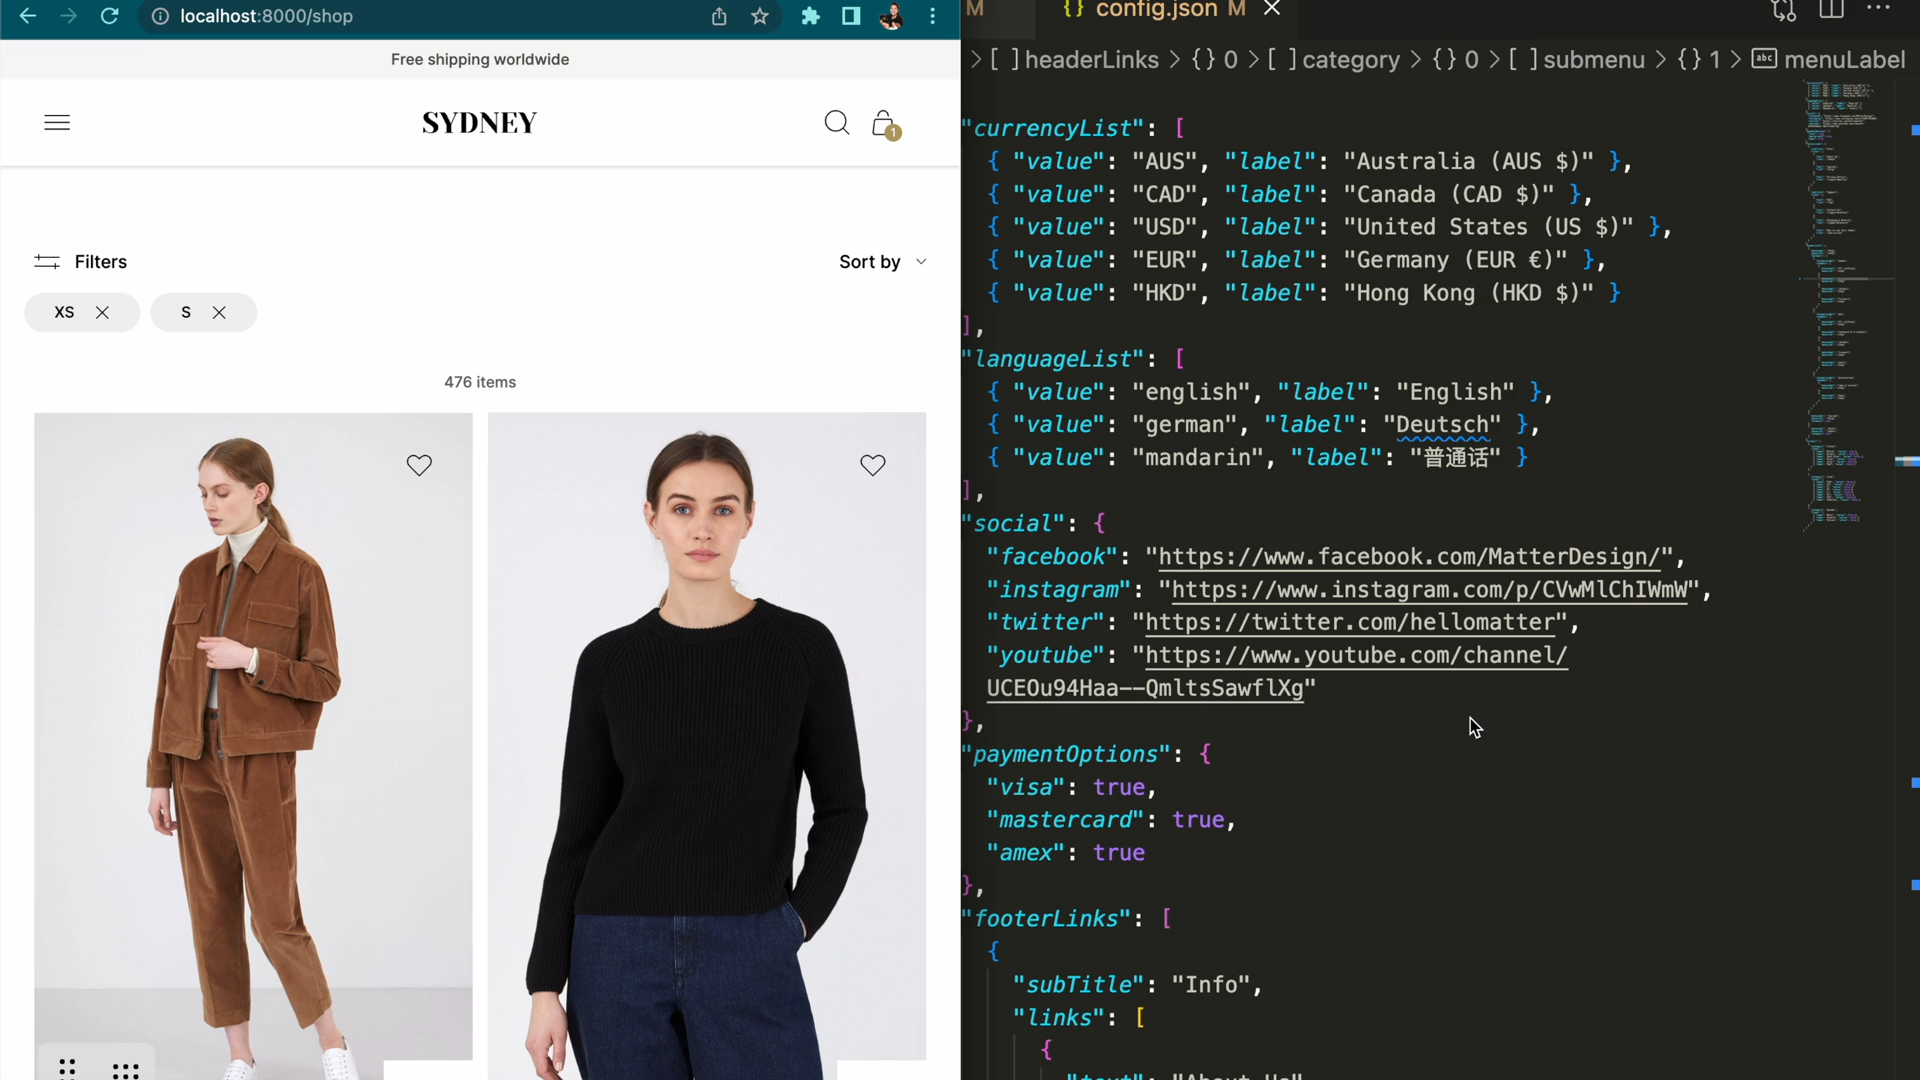 localhost:8000/shop
Free shipping worldwide
SYDNEY
1
Filters
Sort by
XS
S
476 items
M
{} config.json M
> [ ] headerLinks > {} 0 > [ ] category > {} 0 > [ ] submenu > {} 1 > abc menuLabel
"currencyList": [
{ "value": "AUS", "label": "Australia (AUS $)" },
{ "value": "CAD", "label": "Canada (CAD $)" },
{ "value": "USD", "label": "United States (US $)" },
{ "value": "EUR", "label": "Germany (EUR €)" },
{ "value": "HKD", "label": "Hong Kong (HKD $)" }
],
"languageList": [
{ "value": "english", "label": "English" },
{ "value": "german", "label": "Deutsch" },
{ "value": "mandarin", "label": "普通话" }
],
"social": {
"facebook": "https://www.facebook.com/MatterDesign/",
"instagram": "https://www.instagram.com/p/CVwMlChIWmW",
"twitter": "https://twitter.com/hellomatter",
"youtube": "https://www.youtube.com/channel/
UCEOu94Haa--QmltsSawflXg"
},
"paymentOptions": {
"visa": true,
"mastercard": true,
"amex": true
},
"footerLinks": [
{
"subTitle": "Info",
"links": [
{
"text": "About Us"